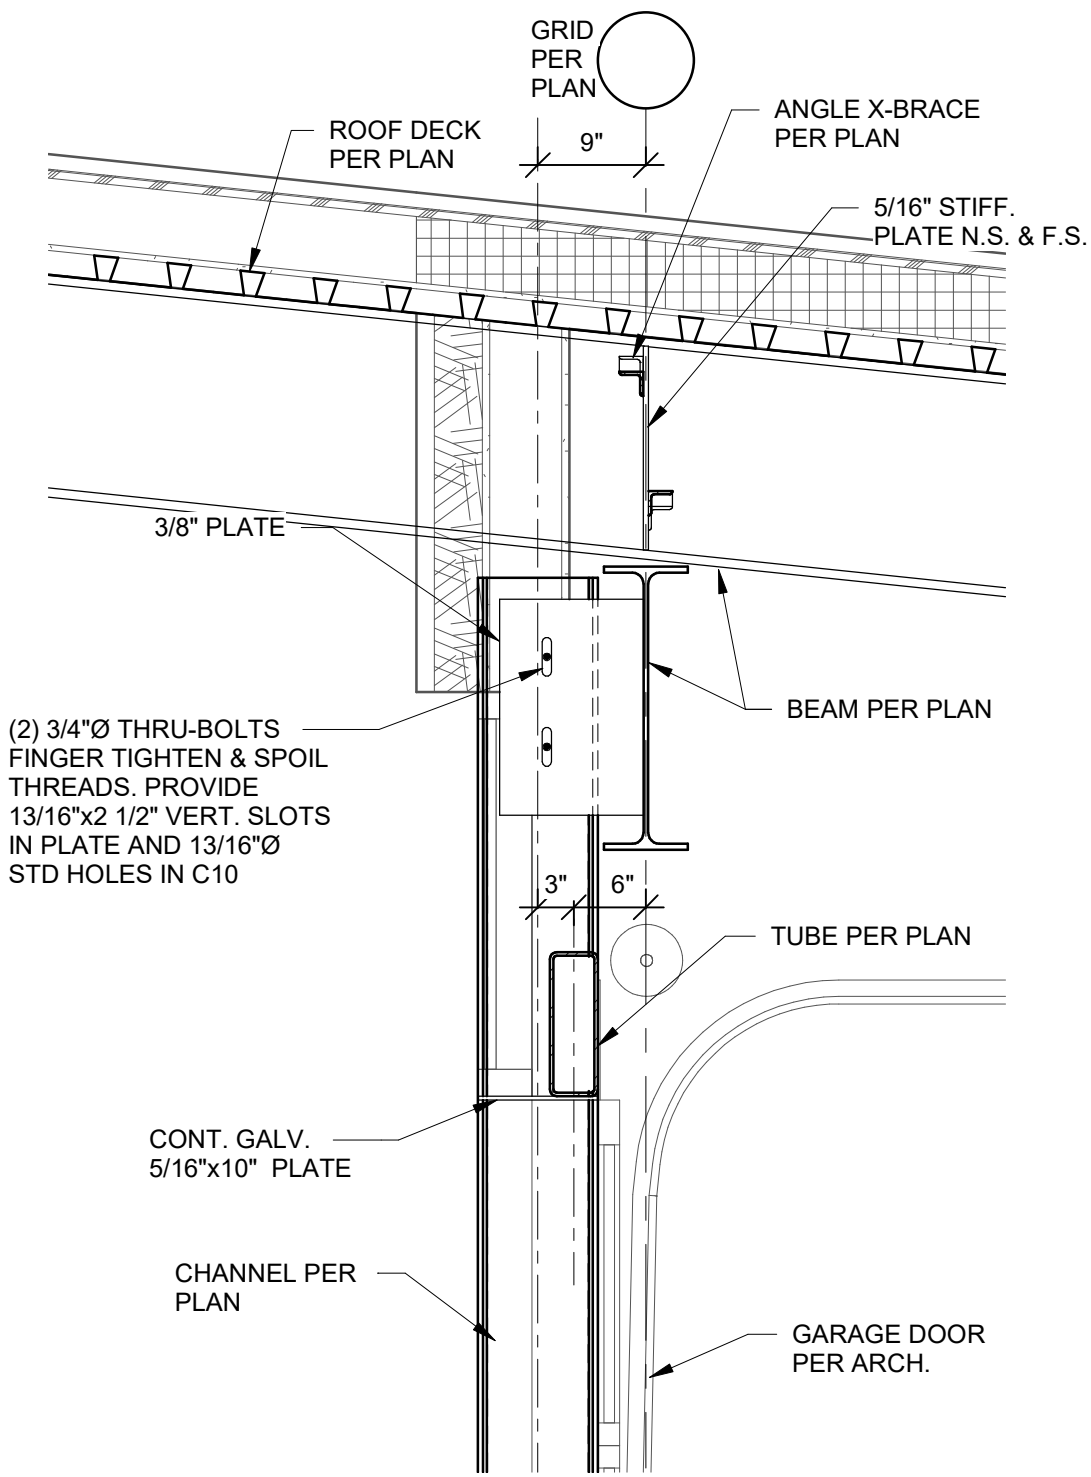 GRID
PER
PLAN
ANGLE X-BRACE
PER PLAN
ROOF DECK
PER PLAN
9"
5/16" STIFF.
PLATE N.S. & F.S.
3/8" PLATE
BEAM PER PLAN
(2) 3/4"Ø THRU-BOLTS
FINGER TIGHTEN & SPOIL
THREADS. PROVIDE
13/16"x2 1/2" VERT. SLOTS
IN PLATE AND 13/16"Ø
STD HOLES IN C10
3"
6"
TUBE PER PLAN
CONT. GALV.
5/16"x10" PLATE
CHANNEL PER
PLAN
GARAGE DOOR
PER ARCH.